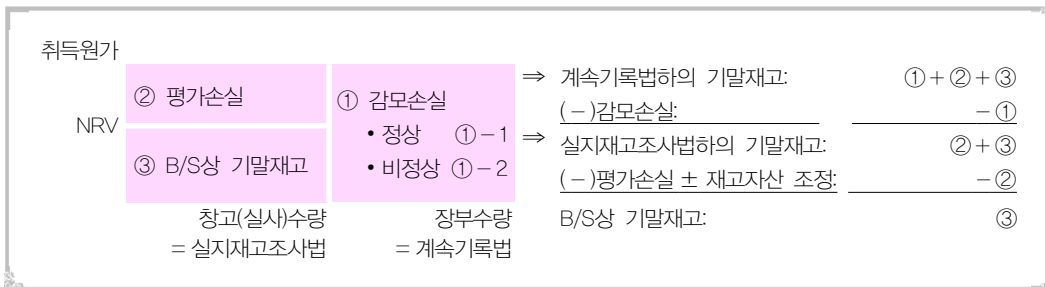 취득원가
② 평가손실
NRV
③ B/S상 기말재고
① 감모손실
• 정상 ①－1
• 비정상 ①－2
창고(실사)수량
= 실지재고조사법
장부수량
= 계속기록법
⇒ 계속기록법하의 기말재고: ①+②+③
(－)감모손실: －①
⇒ 실지재고조사법하의 기말재고: ②+③
(－)평가손실 ± 재고자산 조정: －②
B/S상 기말재고: ③